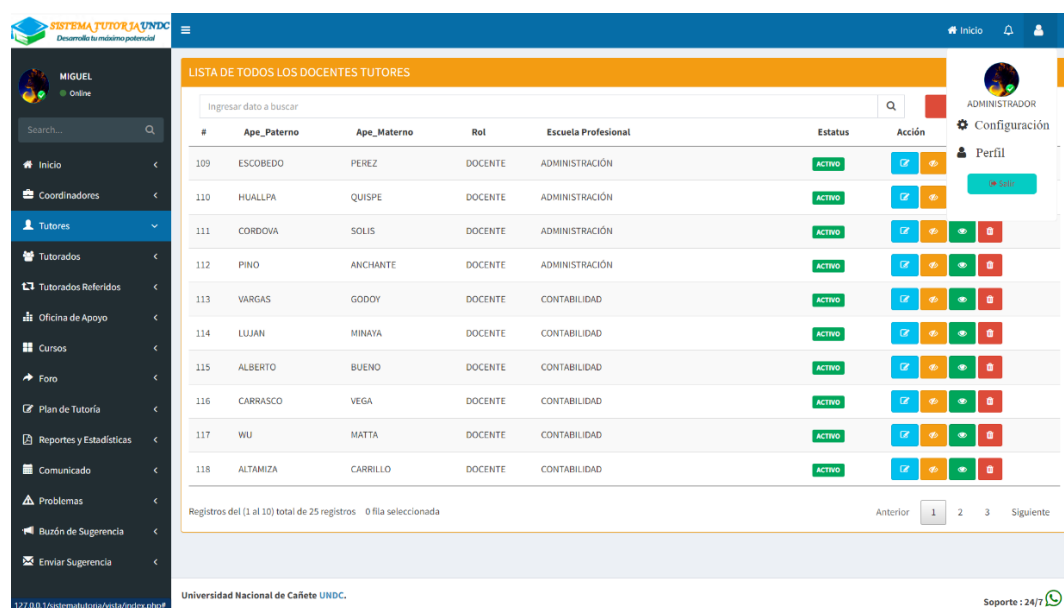 SISTEMA TUTORIA UNDC
Desarrolla tu máximo potencial
Inicio
MIGUEL
Online
Search...
Inicio
Coordinadores
Tutores
Tutorados
Tutorados Referidos
Oficina de Apoyo
Cursos
Foro
Plan de Tutoría
Reportes y Estadísticas
Comunicado
Problemas
Buzón de Sugerencia
Enviar Sugerencia
127.0.0.1/sistematutoria/vista/index.php#
LISTA DE TODOS LOS DOCENTES TUTORES
Ingresar dato a buscar
# Ape_Paterno Ape_Materno Rol Escuela Profesional Estatus Acción
109 ESCOBEDO PEREZ DOCENTE ADMINISTRACIÓN ACTIVO
110 HUALLPA QUISPE DOCENTE ADMINISTRACIÓN ACTIVO
111 CORDOVA SOLIS DOCENTE ADMINISTRACIÓN ACTIVO
112 PINO ANCHANTE DOCENTE ADMINISTRACIÓN ACTIVO
113 VARGAS GODOY DOCENTE CONTABILIDAD ACTIVO
114 LUJAN MINAYA DOCENTE CONTABILIDAD ACTIVO
115 ALBERTO BUENO DOCENTE CONTABILIDAD ACTIVO
116 CARRASCO VEGA DOCENTE CONTABILIDAD ACTIVO
117 WU MATTA DOCENTE CONTABILIDAD ACTIVO
118 ALTAMIZA CARRILLO DOCENTE CONTABILIDAD ACTIVO
Registros del (1 al 10) total de 25 registros 0 fila seleccionada
Anterior 1 2 3 Siguiente
ADMINISTRADOR
Configuración
Perfil
Salir
Universidad Nacional de Cañete UNDC.
Soporte : 24/7